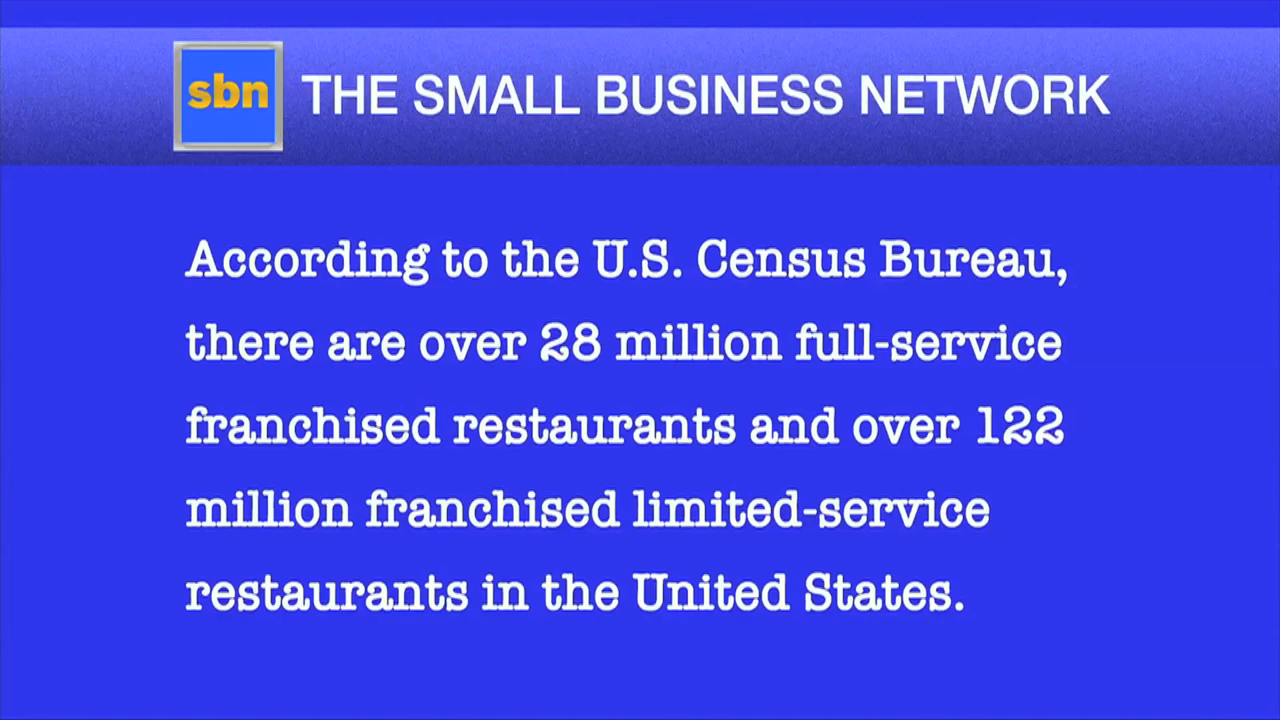 sbn THE SMALL BUSINESS NETWORK
According to the U.S. Census Bureau,
there are over 28 million full-service
franchised restaurants and over 122
million franchised limited-service
restaurants in the United States.